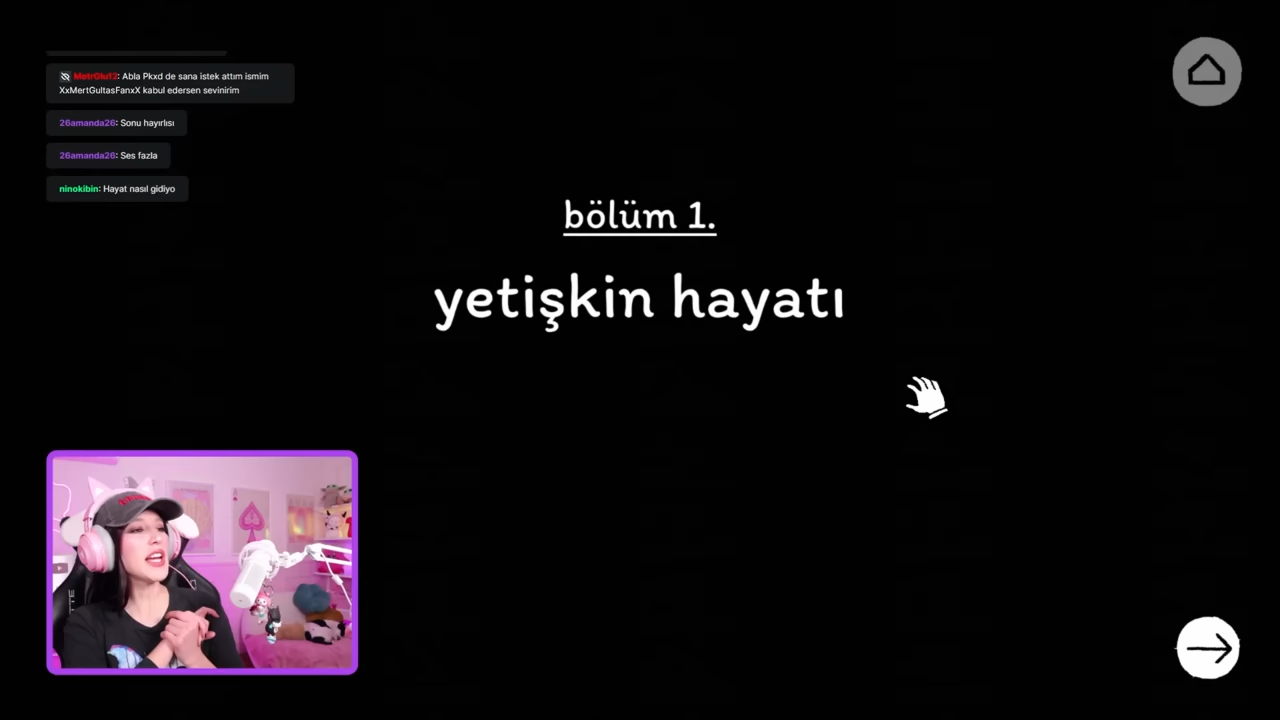 MetrGlu12: Abla Pkxd de sana istek attım ismim
XxMertGultasFanxX kabul edersen sevinirim
26amanda26: Sonu hayırlısı
26amanda26: Ses fazla
ninokibin: Hayat nasıl gidiyo
bölüm 1.
yetişkin hayatı